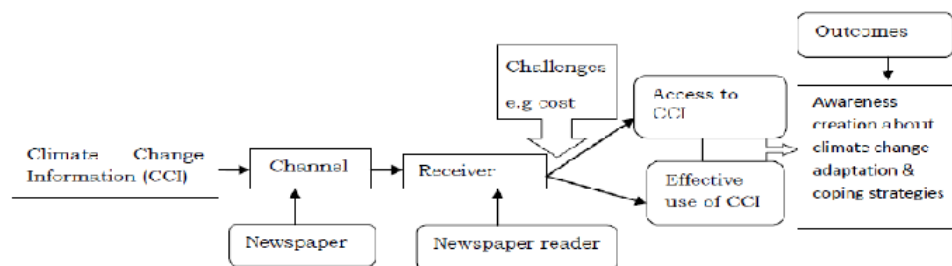 Outcomes
Challenges
e.g cost
Access to
CCI
Awareness
creation about
climate change
adaptation &
coping strategies
Climate Change
Information (CCI)
Channel
Receiver
Effective
use of CCI
Newspaper
Newspaper reader